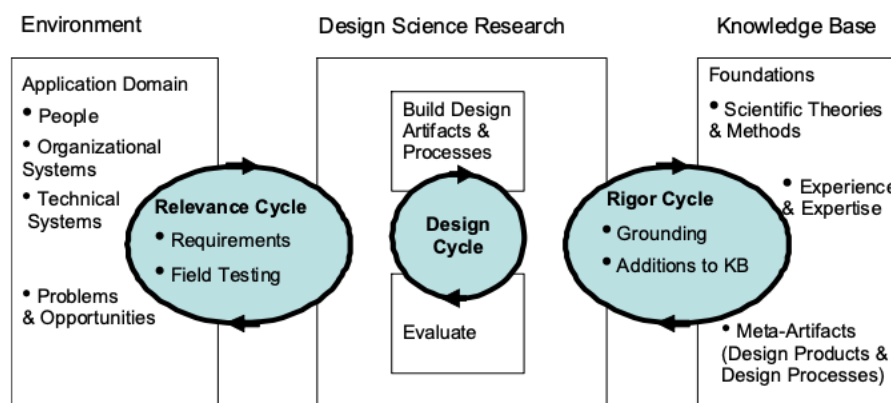 Environment
Design Science Research
Knowledge Base
Application Domain
• People
• Organizational
Systems
• Technical
Systems
• Problems
& Opportunities
Relevance Cycle
• Requirements
• Field Testing
Build Design
Artifacts &
Processes
Design
Cycle
Evaluate
Rigor Cycle
• Grounding
• Additions to KB
Foundations
• Scientific Theories
& Methods
• Experience
& Expertise
• Meta-Artifacts
(Design Products &
Design Processes)